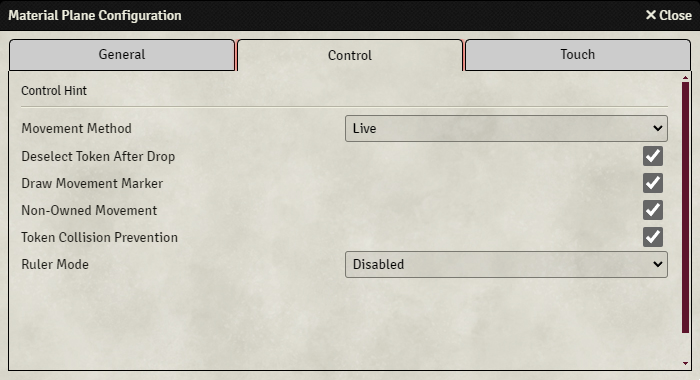 Material Plane Configuration
✕ Close
General
Control
Touch
Control Hint
Movement Method
Live
Deselect Token After Drop
Draw Movement Marker
Non-Owned Movement
Token Collision Prevention
Ruler Mode
Disabled